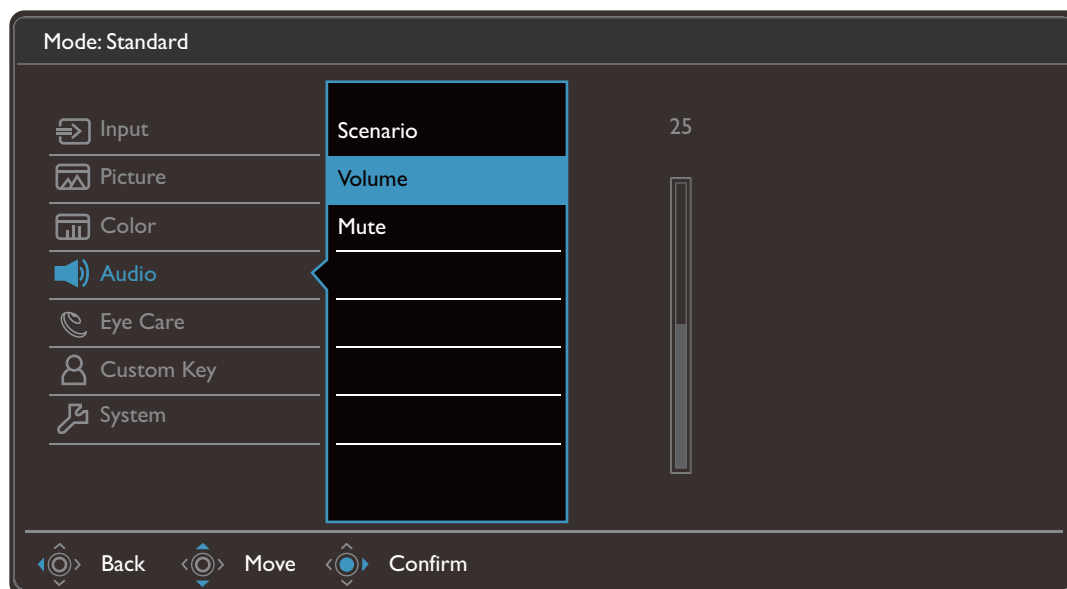 Mode: Standard
Input
Picture
Color
Audio
Eye Care
Custom Key
System
Scenario
Volume
Mute
25
Back Move Confirm